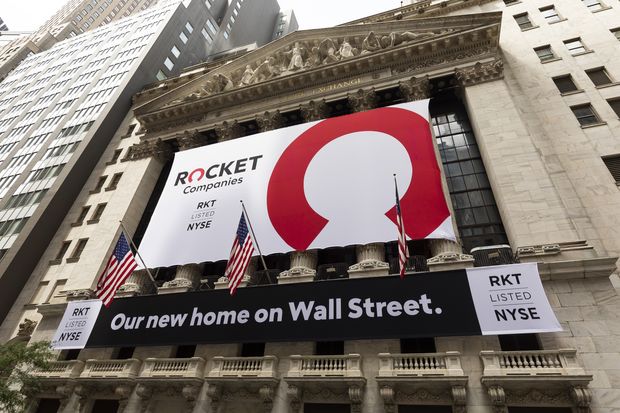 EXCHANGE
ROCKET
Companies
RKT
LISTED
NYSE
RKT
LISTED
NYSE
Our new home on Wall Street.
RKT
LISTED
NYSE